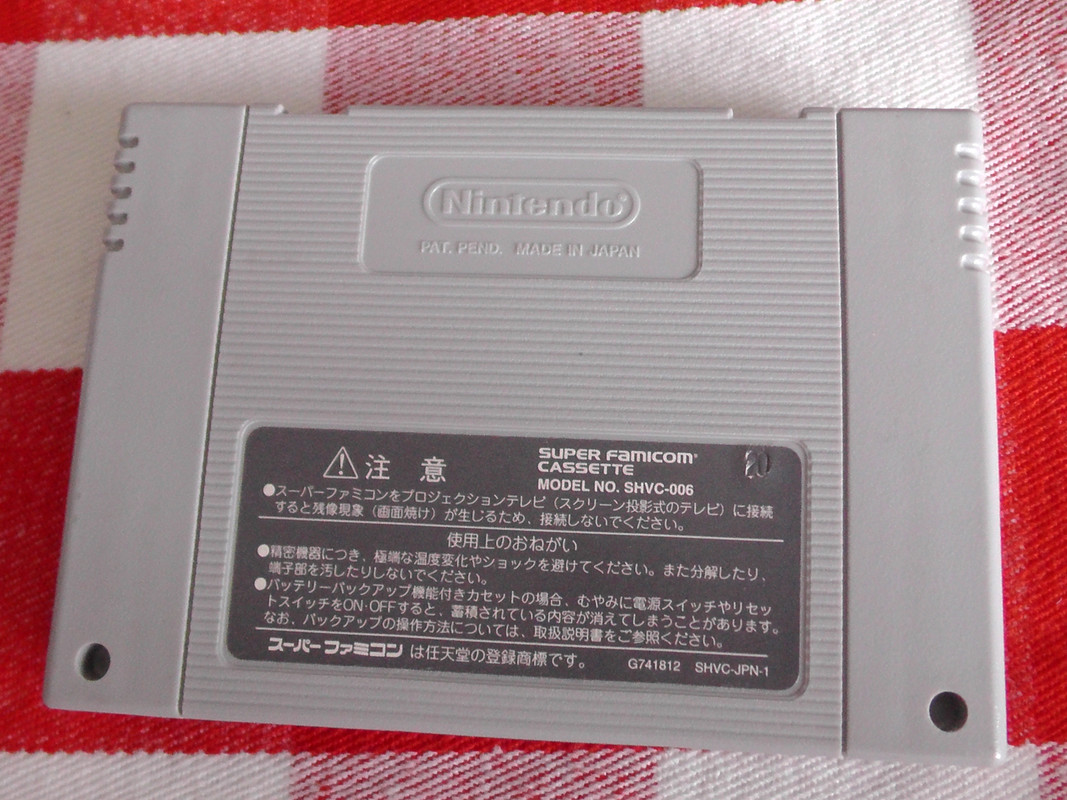 Nintendo®
PAT. PEND. MADE IN JAPAN
注 意
SUPER FAMICOM®
CASSETTE
MODEL NO. SHVC-006
20
●スーパーファミコンをプロジェクションテレビ(スクリーン投影式のテレビ)に接続
すると残像現象(画面焼け)が生じるため、接続しないでください。
使用上のおねがい
●精密機器につき、極端な温度変化やショックを避けてください。また分解したり、
端子部を汚したりしないでください。
●バッテリーバックアップ機能付きカセットの場合、むやみに電源スイッチやリセッ
トスイッチをON·OFFすると、蓄積されている内容が消えてしまうことがあります。
なお、バックアップの操作方法については、取扱説明書をご参照ください。
スーパーファミコン は任天堂の登録商標です。
G741812 SHVC-JPN-1